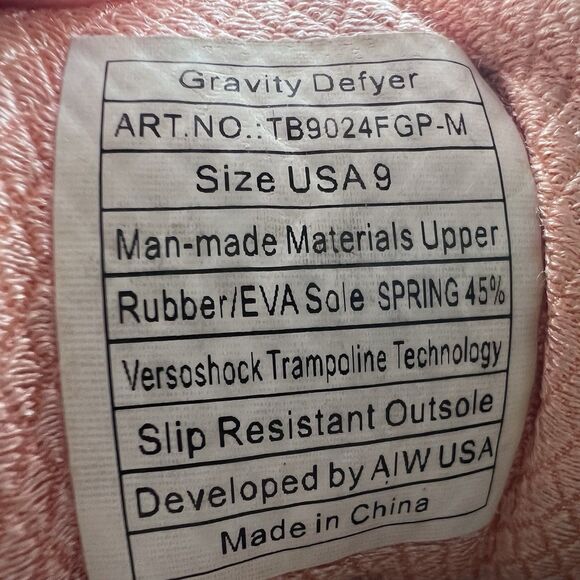 Gravity Defyer
ART.NO.:TB9024FGP-M
Size USA 9
Man-made Materials Upper
Rubber/EVA Sole SPRING 45%
Versoshock Trampoline Technology
Slip Resistant Outsole
Developed by AIW USA
Made in China